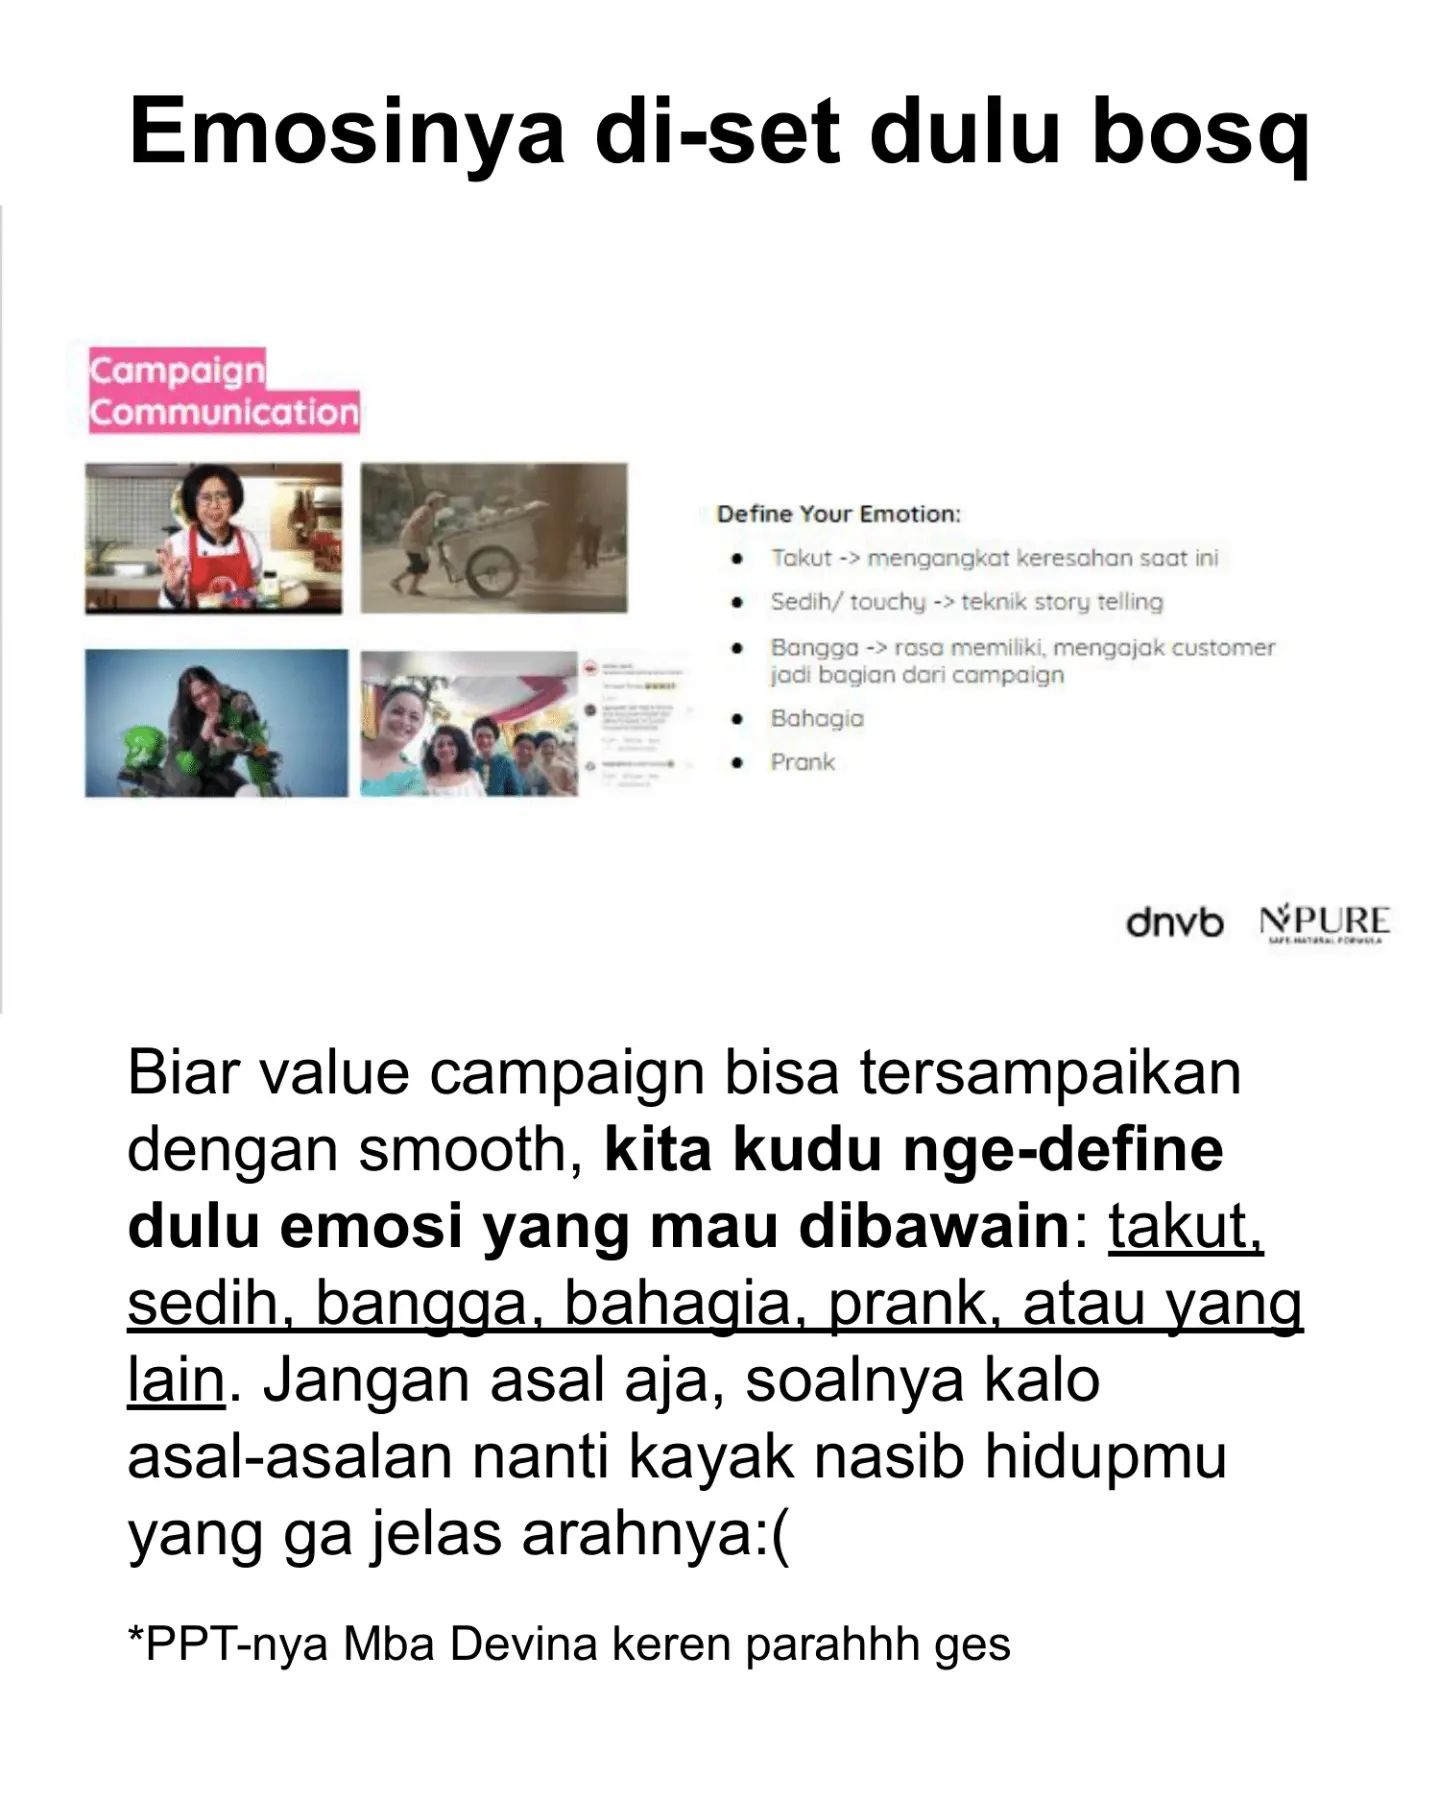 Emosinya di-set dulu bosq
Campaign
Communication
Define Your Emotion:
● Takut -> mengangkat keresahan saat ini
● Sedih/ touchy -> teknik story telling
● Bangga -> rasa memiliki, mengajak customer
jadi bagian dari campaign
● Bahagia
● Prank
dnvb
NPURE
SAFE-NATURAL FORMULA
Biar value campaign bisa tersampaikan
dengan smooth, kita kudu nge-define
dulu emosi yang mau dibawain: takut,
sedih, bangga, bahagia, prank, atau yang
lain. Jangan asal aja, soalnya kalo
asal-asalan nanti kayak nasib hidupmu
yang ga jelas arahnya:(
*PPT-nya Mba Devina keren parahhh ges